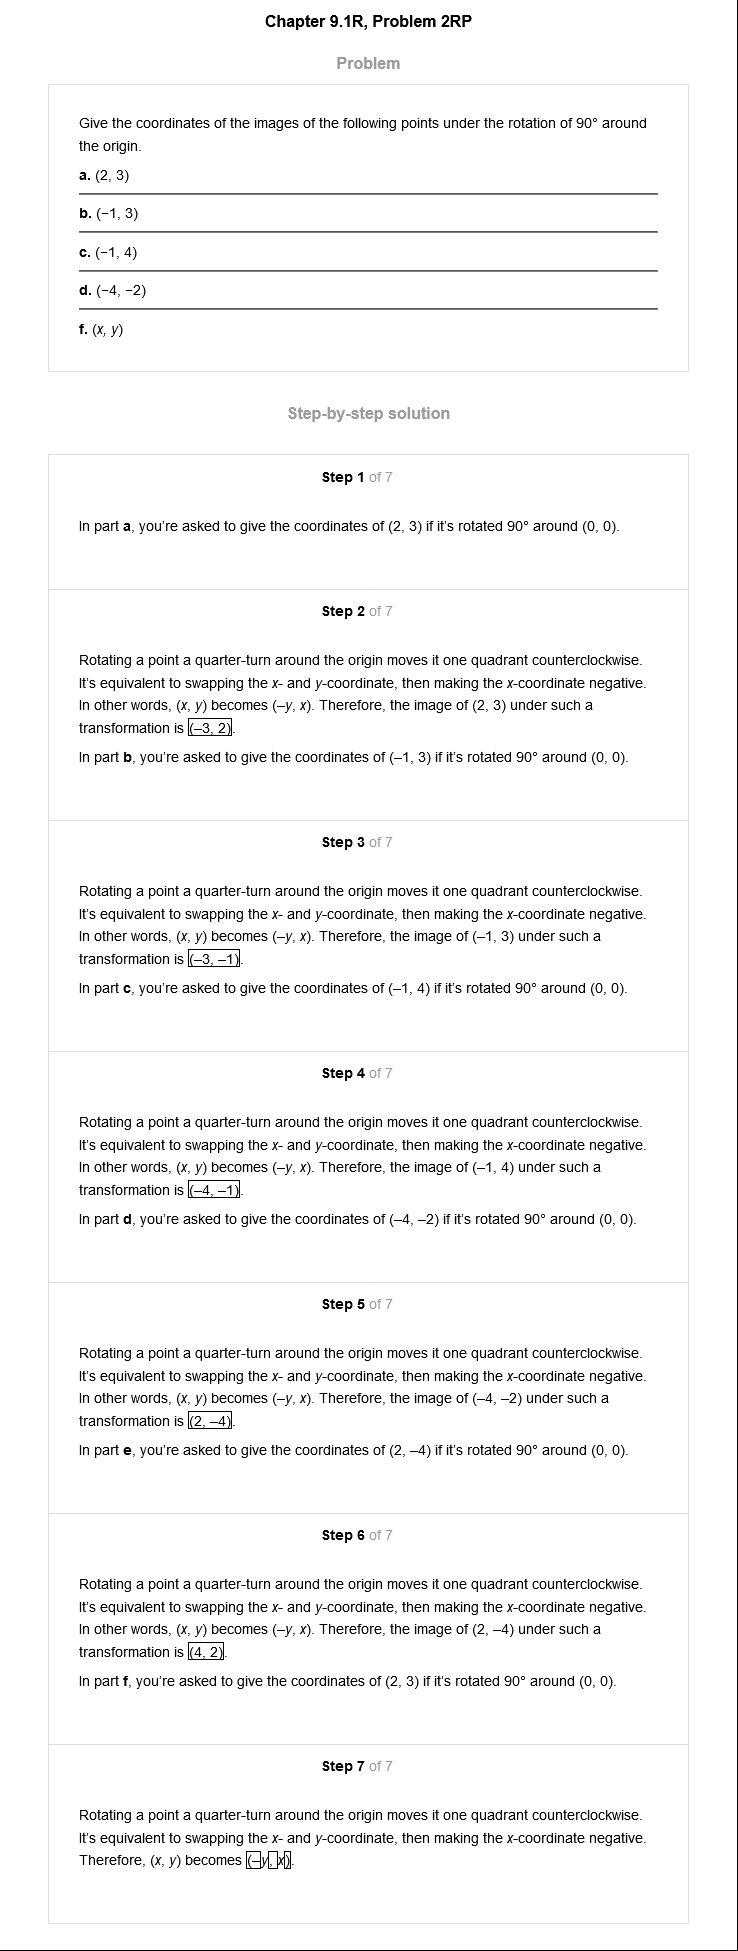 Chapter 9.1R, Problem 2RP
Problem
Give the coordinates of the images of the following points under the rotation of 90° around
the origin.
a. (2, 3)
b. (−1, 3)
c. (−1, 4)
d. (−4, −2)
f. (x, y)
Step-by-step solution
Step 1 of 7
In part a, you're asked to give the coordinates of (2, 3) if it's rotated 90° around (0, 0).
Step 2 of 7
Rotating a point a quarter-turn around the origin moves it one quadrant counterclockwise.
It's equivalent to swapping the x- and y-coordinate, then making the x-coordinate negative.
In other words, (x, y) becomes (–y, x). Therefore, the image of (2, 3) under such a
transformation is (–3, 2).
In part b, you're asked to give the coordinates of (–1, 3) if it's rotated 90° around (0, 0).
Step 3 of 7
Rotating a point a quarter-turn around the origin moves it one quadrant counterclockwise.
It's equivalent to swapping the x- and y-coordinate, then making the x-coordinate negative.
In other words, (x, y) becomes (–y, x). Therefore, the image of (–1, 3) under such a
transformation is (–3, –1).
In part c, you're asked to give the coordinates of (–1, 4) if it's rotated 90° around (0, 0).
Step 4 of 7
Rotating a point a quarter-turn around the origin moves it one quadrant counterclockwise.
It's equivalent to swapping the x- and y-coordinate, then making the x-coordinate negative.
In other words, (x, y) becomes (–y, x). Therefore, the image of (–1, 4) under such a
transformation is (–4, –1).
In part d, you're asked to give the coordinates of (–4, –2) if it's rotated 90° around (0, 0).
Step 5 of 7
Rotating a point a quarter-turn around the origin moves it one quadrant counterclockwise.
It's equivalent to swapping the x- and y-coordinate, then making the x-coordinate negative.
In other words, (x, y) becomes (–y, x). Therefore, the image of (–4, –2) under such a
transformation is (2, –4).
In part e, you're asked to give the coordinates of (2, –4) if it's rotated 90° around (0, 0).
Step 6 of 7
Rotating a point a quarter-turn around the origin moves it one quadrant counterclockwise.
It's equivalent to swapping the x- and y-coordinate, then making the x-coordinate negative.
In other words, (x, y) becomes (–y, x). Therefore, the image of (2, –4) under such a
transformation is (4, 2).
In part f, you're asked to give the coordinates of (2, 3) if it's rotated 90° around (0, 0).
Step 7 of 7
Rotating a point a quarter-turn around the origin moves it one quadrant counterclockwise.
It's equivalent to swapping the x- and y-coordinate, then making the x-coordinate negative.
Therefore, (x, y) becomes (–y, x).